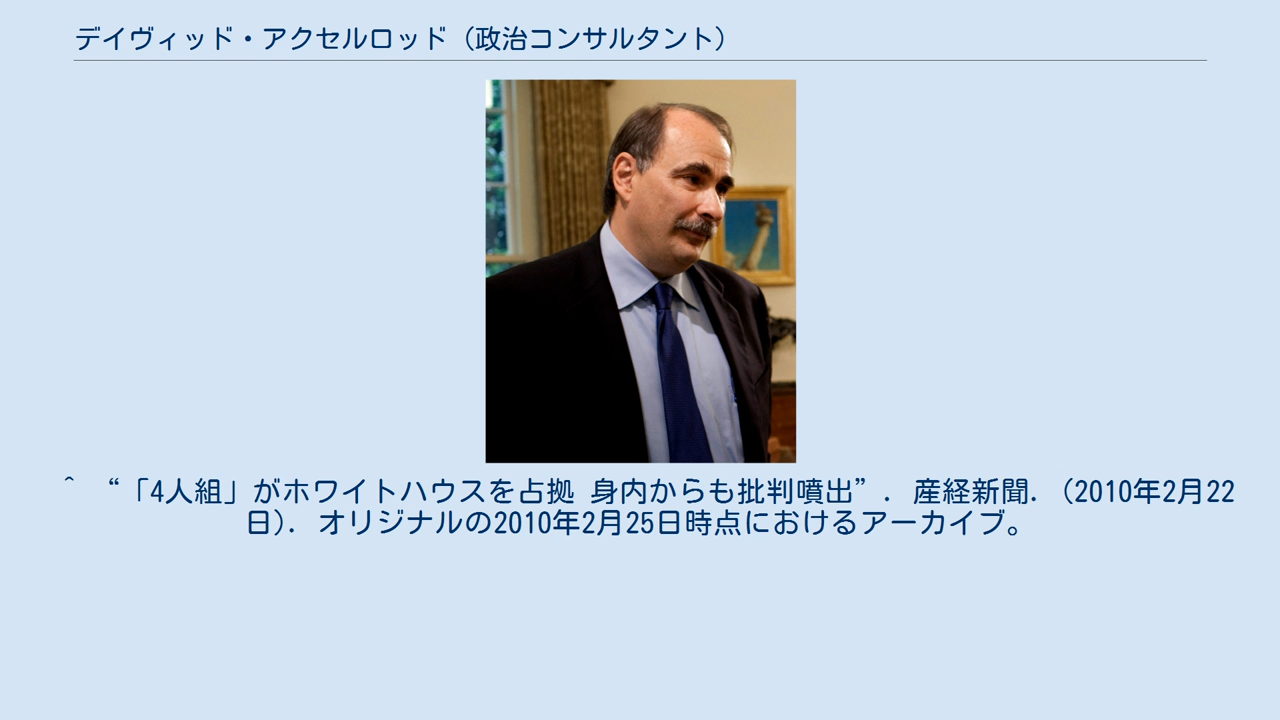 デイヴィッド・アクセルロッド（政治コンサルタント）
^ “「4人組」がホワイトハウスを占拠 身内からも批判噴出”. 産経新聞. (2010年2月22
日). オリジナルの2010年2月25日時点におけるアーカイブ。